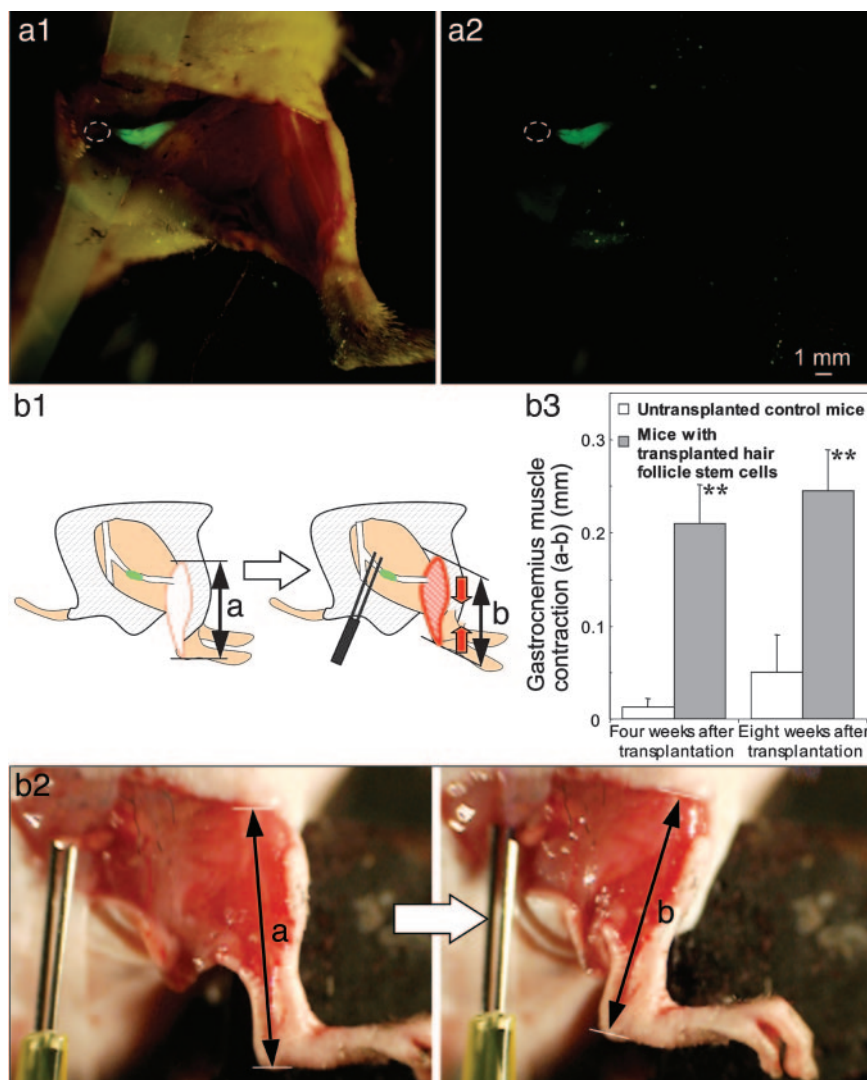 a1
a2
1 mm
b1
a
b
b3
Untransplanted control mice
Mice with
transplanted hair
follicle stem cells
Gastrocnemius muscle
contraction (a-b) (mm)
0.3
0.2
0.1
0
**
**
Four weeks after
transplantation
Eight weeks after
transplantation
b2
a
b